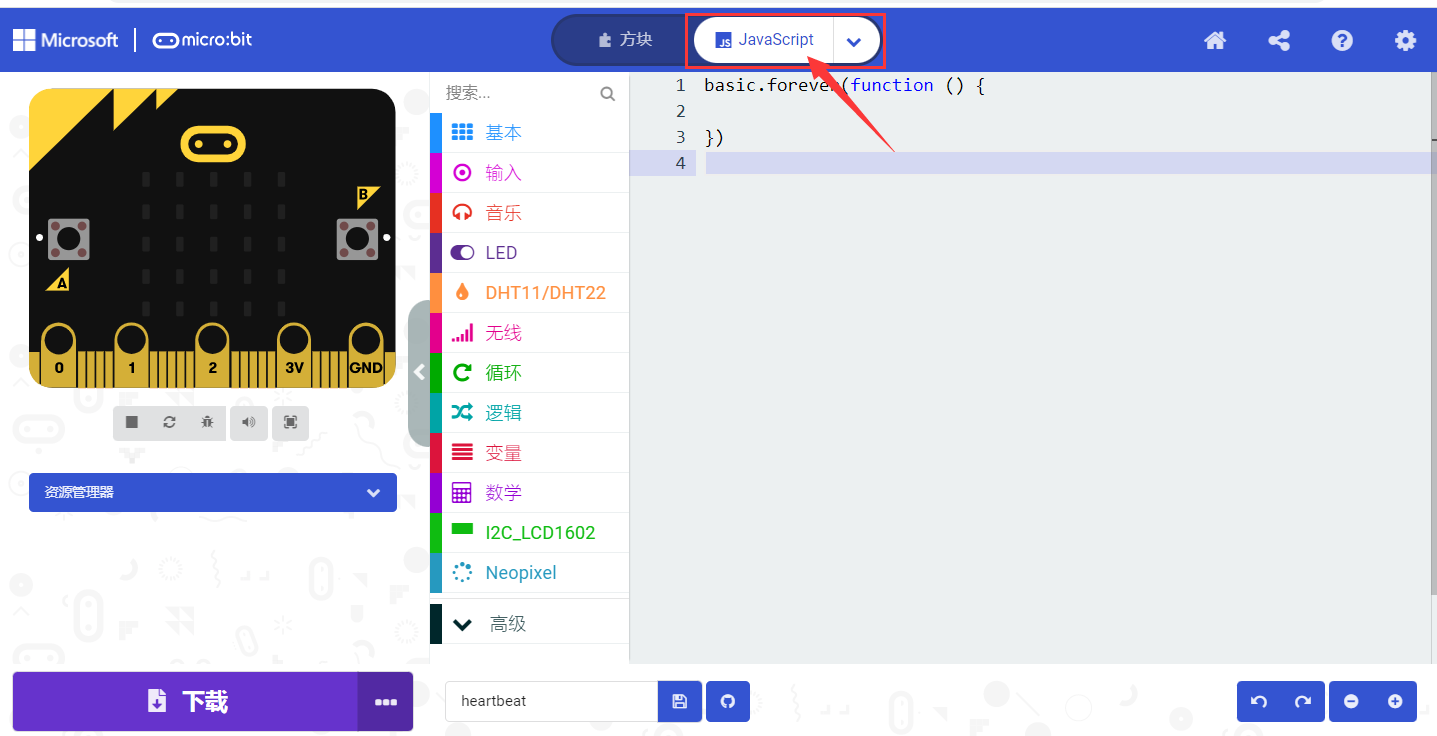 Microsoft
micro:bit
方块
JavaScript
搜索...
基本
输入
音乐
LED
DHT11/DHT22
无线
循环
逻辑
变量
数学
I2C_LCD1602
Neopixel
高级
1 basic.forever(function () {
2
3 })
4
B
A
0 1 2 3V GND
资源管理器
下载
heartbeat